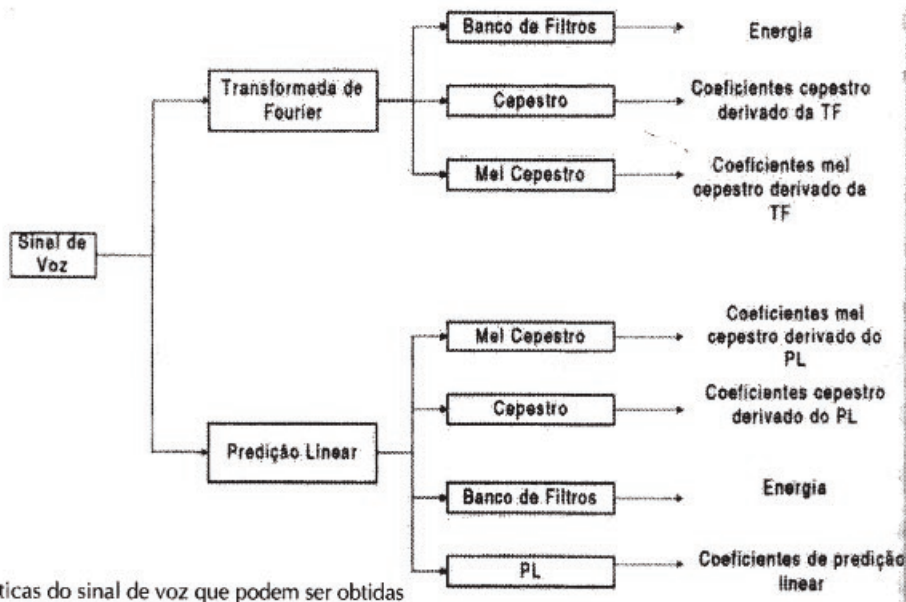 Banco de Filtros
Energia
Transformada de
Fourier
Cepestro
Coeficientes cepestro
derivado da TF
Mel Cepestro
Coeficientes mel
cepestro derivado da
TF
Sinal de
Voz
Mel Cepestro
Coeficientes mel
cepestro derivado do
PL
Cepestro
Coeficientes cepestro
derivado do PL
Predição Linear
Banco de Filtros
Energia
PL
Coeficientes de predição
linear
ticas do sinal de voz que podem ser obtidas